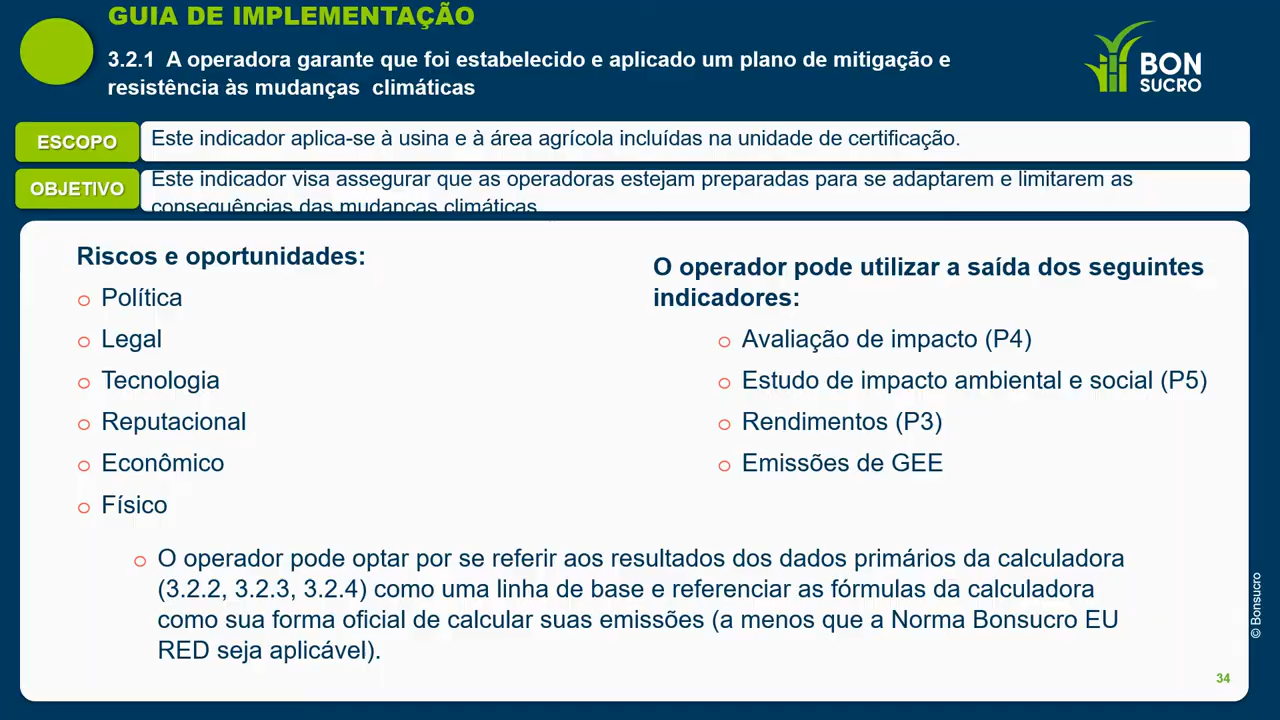 GUIA DE IMPLEMENTAÇÃO
3.2.1 A operadora garante que foi estabelecido e aplicado um plano de mitigação e
resistência às mudanças climáticas
BON
SUCRO
ESCOPO
Este indicador aplica-se à usina e à área agrícola incluídas na unidade de certificação.
OBJETIVO
Este indicador visa assegurar que as operadoras estejam preparadas para se adaptarem e limitarem as
consequências das mudanças climáticas
Riscos e oportunidades:
Política
Legal
Tecnologia
Reputacional
Econômico
Físico
O operador pode utilizar a saída dos seguintes
indicadores:
Avaliação de impacto (P4)
Estudo de impacto ambiental e social (P5)
Rendimentos (P3)
Emissões de GEE
O operador pode optar por se referir aos resultados dos dados primários da calculadora
(3.2.2, 3.2.3, 3.2.4) como uma linha de base e referenciar as fórmulas da calculadora
como sua forma oficial de calcular suas emissões (a menos que a Norma Bonsucro EU
RED seja aplicável).
© Bonsucro
34